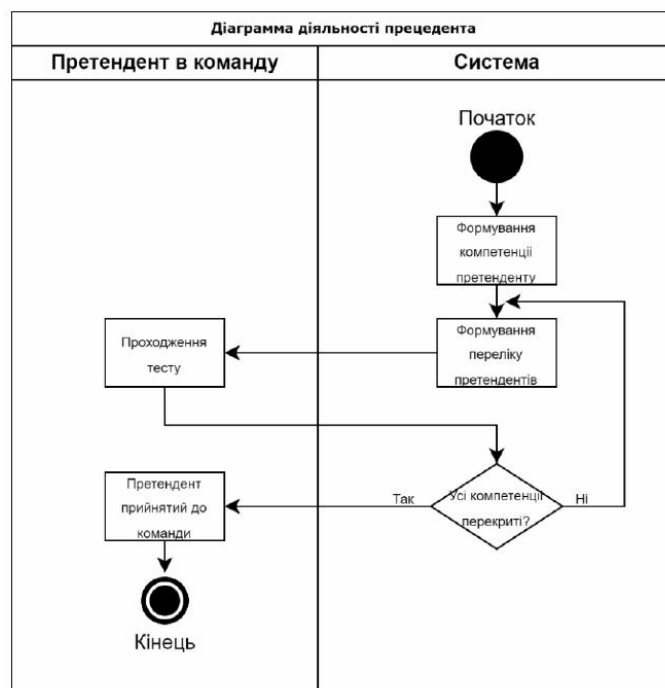 Діаграмма діяльності прецедента
Претендент в команду
Система
Початок
Формування
компетенції
претенденту
Формування
переліку
претендентів
Проходження
тесту
Усі компетенції
перекриті?
Так
Ні
Претендент
прийнятий до
команди
Кінець